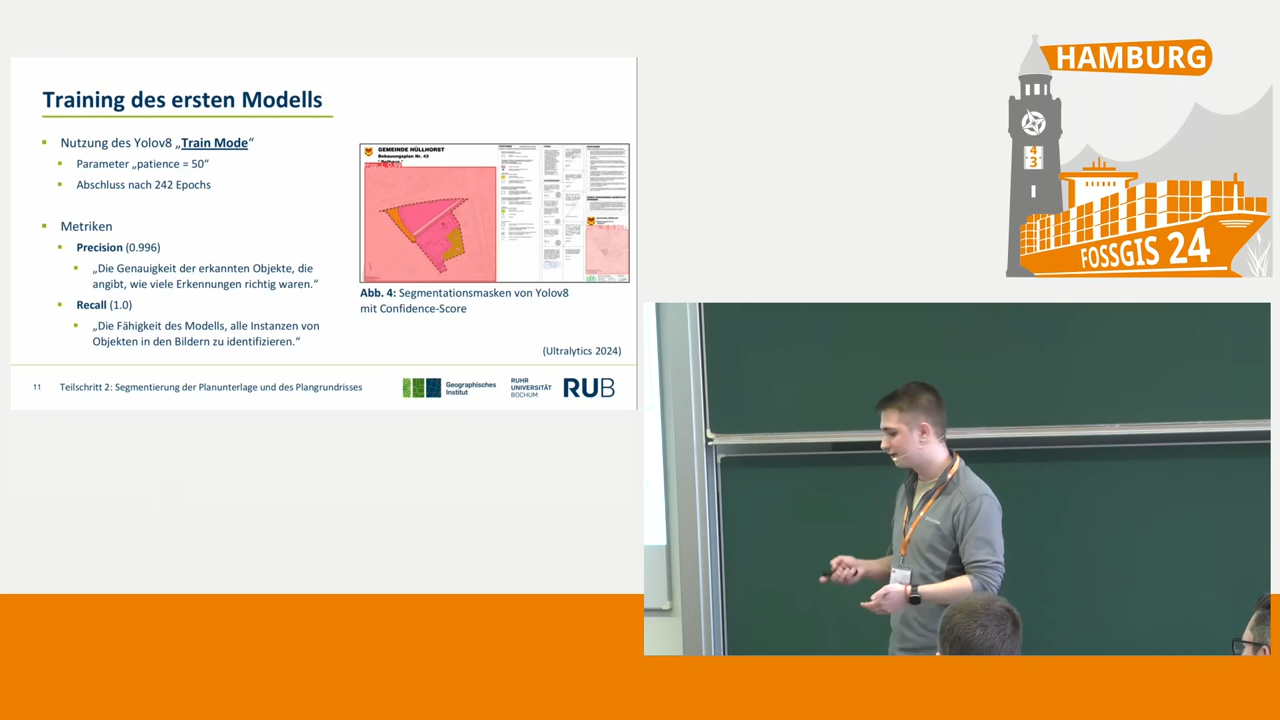 Training des ersten Modells
Nutzung des Yolov8 „Train Mode“
Parameter „patience = 50“
Abschluss nach 242 Epochs
Metriken
Precision (0.996)
„Die Genauigkeit der erkannten Objekte, die
angibt, wie viele Erkennungen richtig waren.“
Recall (1.0)
„Die Fähigkeit des Modells, alle Instanzen von
Objekten in den Bildern zu identifizieren.“
GEMEINDE HÜLLHORST
Bebauungsplan Nr. 42
Abb. 4: Segmentationsmasken von Yolov8
mit Confidence-Score
(Ultralytics 2024)
11
Teilschritt 2: Segmentierung der Planunterlage und des Plangrundrisses
Geographisches
Institut
RUHR
UNIVERSITÄT
BOCHUM
RUB
HAMBURG
4
3
FOSSGIS 24